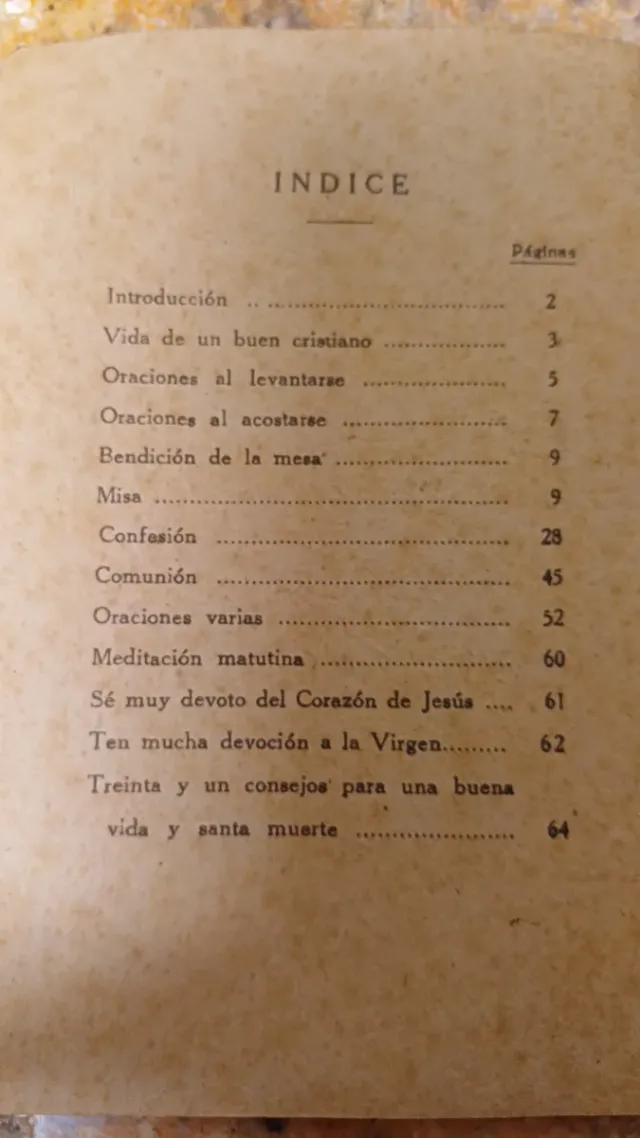 INDICE
Páginas
Introducción .. .................................... 2
Vida de un buen cristiano .................. 3
Oraciones al levantarse ..................... 5
Oraciones al acostarse ........................ 7
Bendición de la mesa ......................... 9
Misa ................................................... 9
Confesión .......................................... 28
Comunión .......................................... 45
Oraciones varias ................................. 52
Meditación matutina ............................ 60
Sé muy devoto del Corazón de Jesús .... 61
Ten mucha devoción a la Virgen......... 62
Treinta y un consejos para una buena
vida y santa muerte ....................... 64